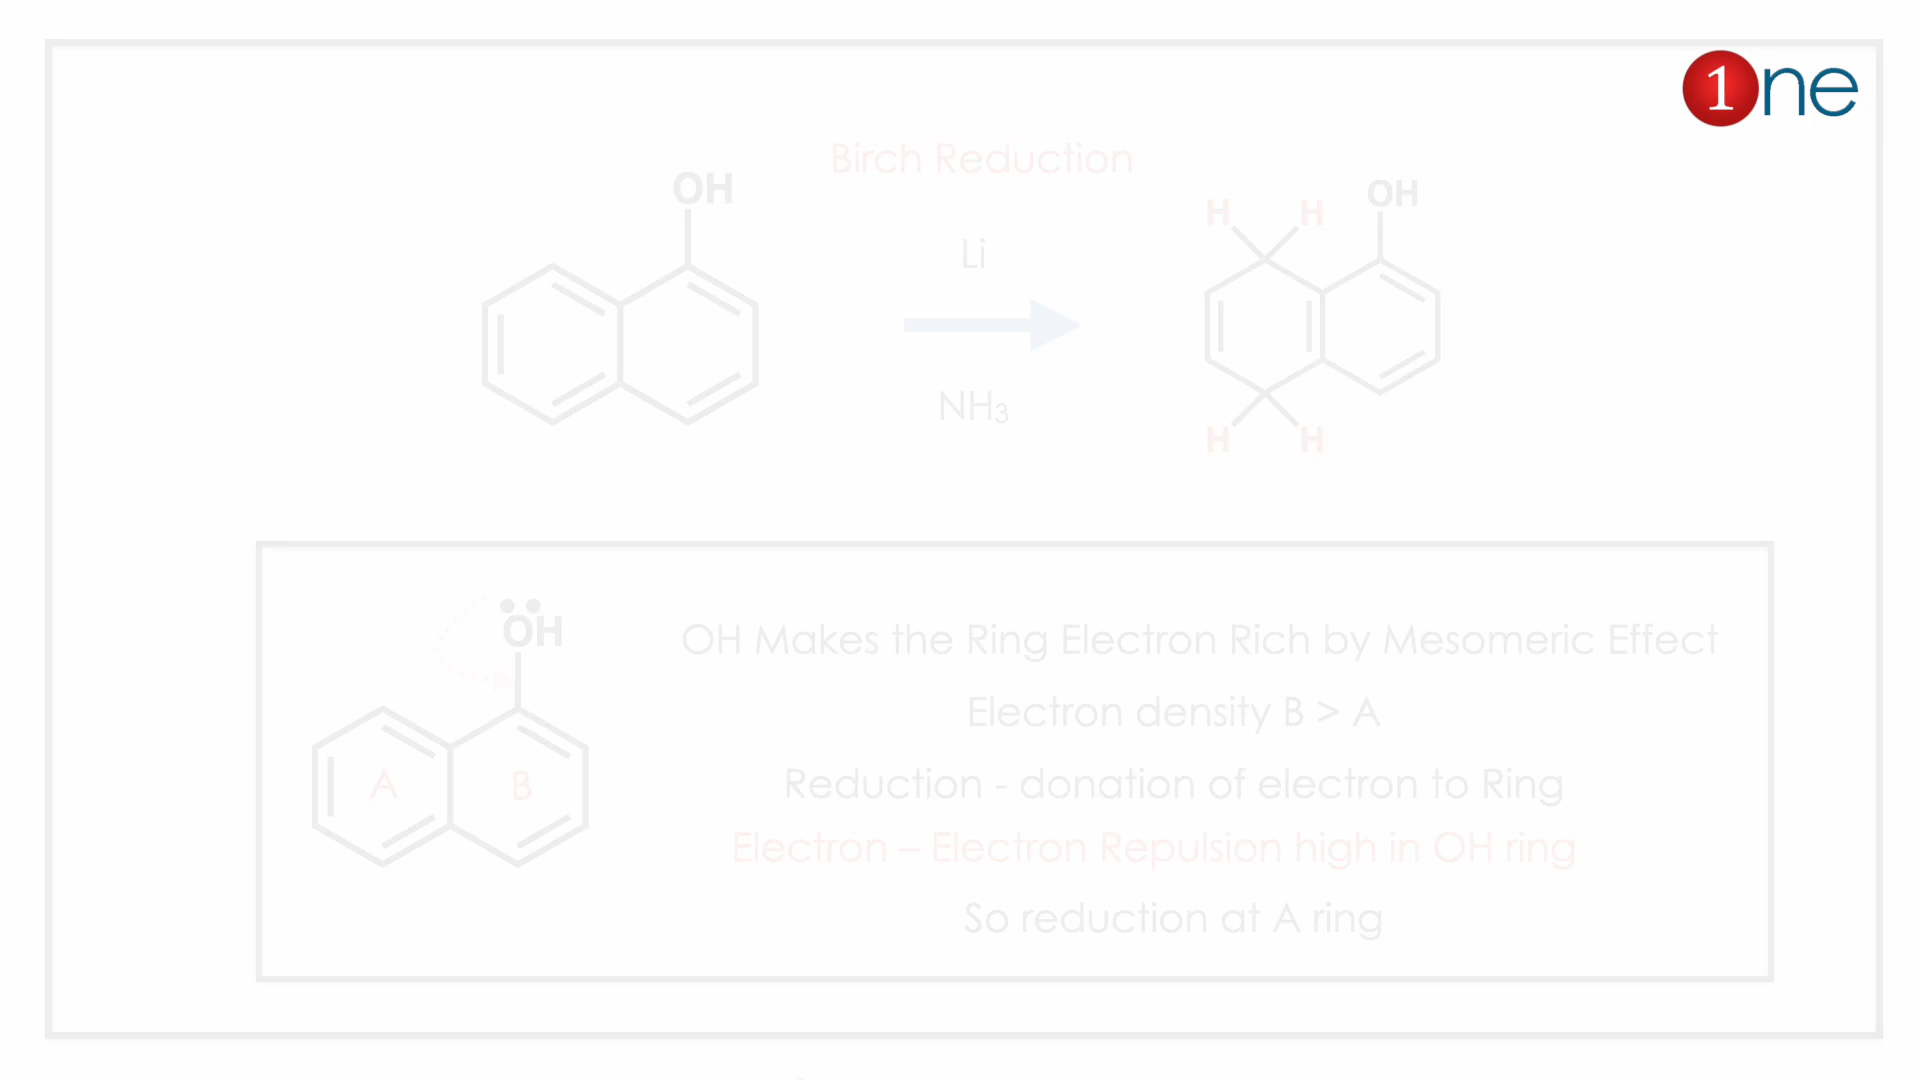 1ne
Birch Reduction
OH
Li
NH₃
H H OH
H H
OH
A B
OH Makes the Ring Electron Rich by Mesomeric Effect
Electron density B > A
Reduction - donation of electron to Ring
Electron – Electron Repulsion high in OH ring
So reduction at A ring